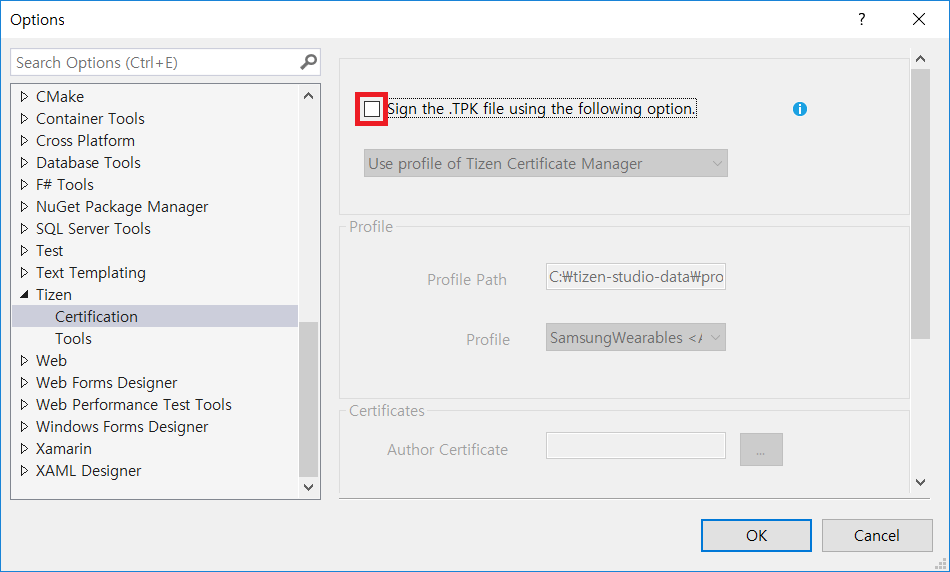 Options
?
Search Options (Ctrl+E)
CMake
Container Tools
Cross Platform
Database Tools
F# Tools
NuGet Package Manager
SQL Server Tools
Test
Text Templating
Tizen
Certification
Tools
Web
Web Forms Designer
Web Performance Test Tools
Windows Forms Designer
Xamarin
XAML Designer
Sign the .TPK file using the following option.
Use profile of Tizen Certificate Manager
Profile
Profile Path C:₩tizen-studio-data₩pro
Profile SamsungWearables <A
Certificates
Author Certificate ...
OK Cancel